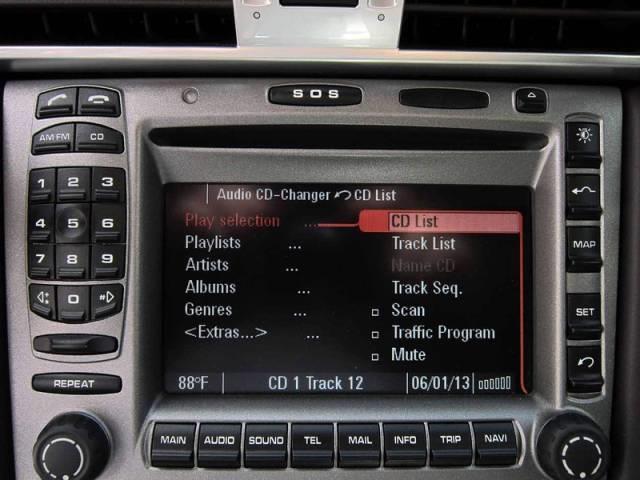 SOS
AM·FM CD
1 2 3
4 5 6
7 8 9
0
MAP
SET
REPEAT
Audio CD-Changer CD List
Play selection ... CD List
Playlists ... Track List
Artists ... Name CD
Albums ... Track Seq.
Genres ... Scan
<Extras...> ... Traffic Program
Mute
88°F CD 1 Track 12 06/01/13
MAIN AUDIO SOUND TEL MAIL INFO TRIP NAVI